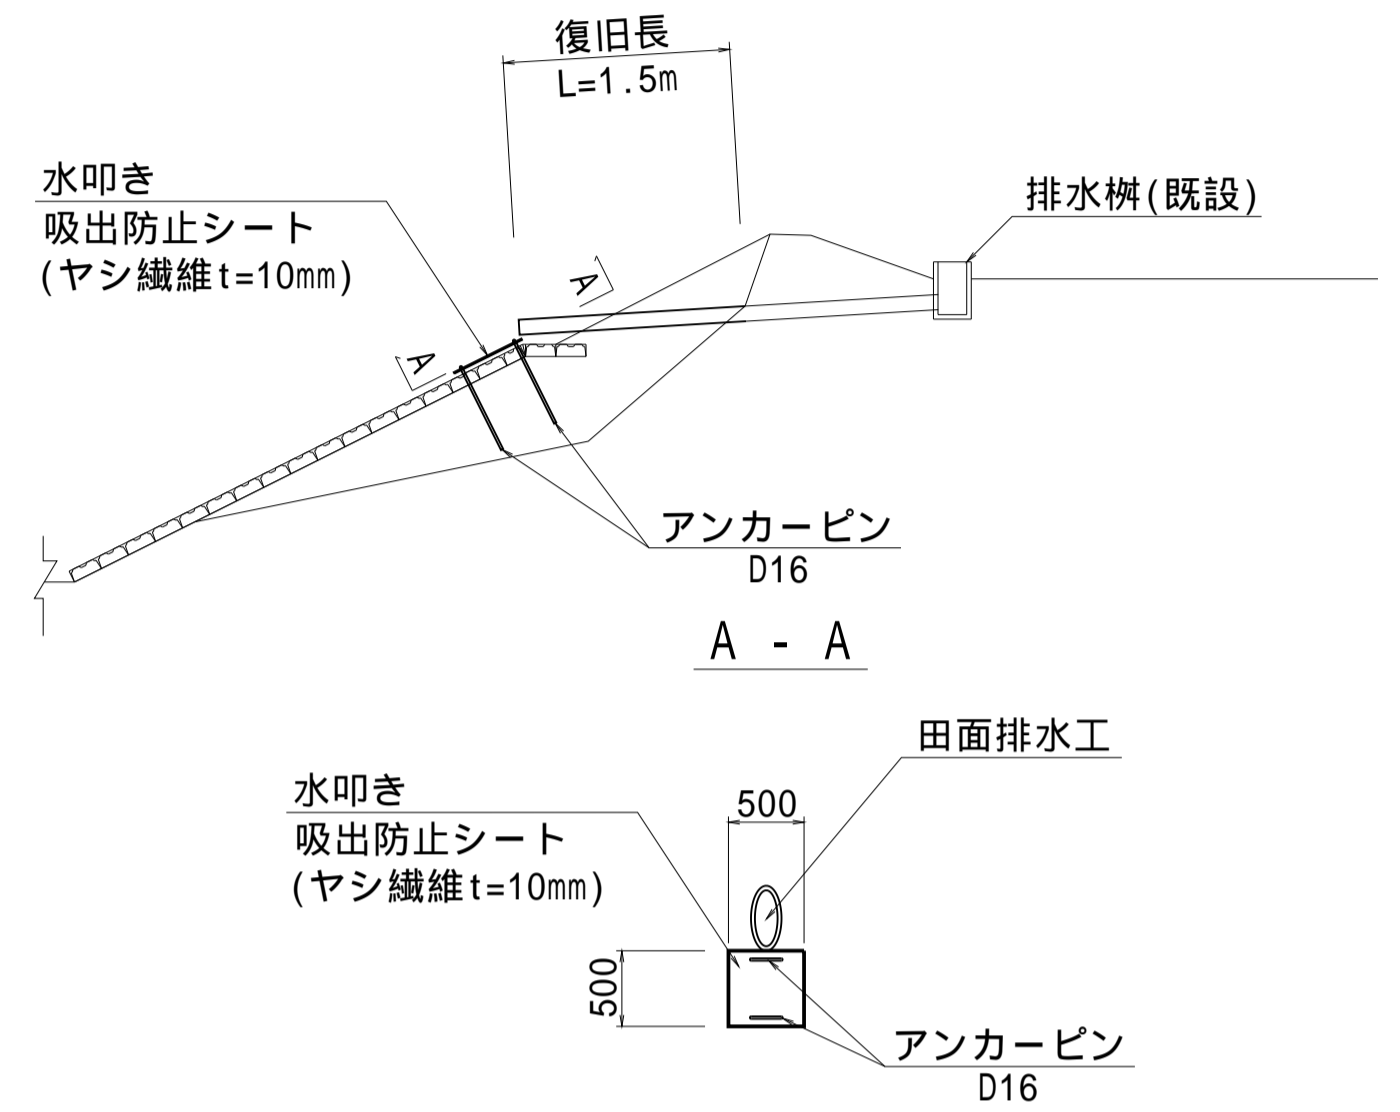 復旧長
L=1.5m
水叩き
吸出防止シート
(ヤシ繊維t=10mm)
排水桝(既設)
A
A
アンカーピン
D16
A - A
田面排水工
水叩き
吸出防止シート
(ヤシ繊維t=10mm)
500
500
アンカーピン
D16